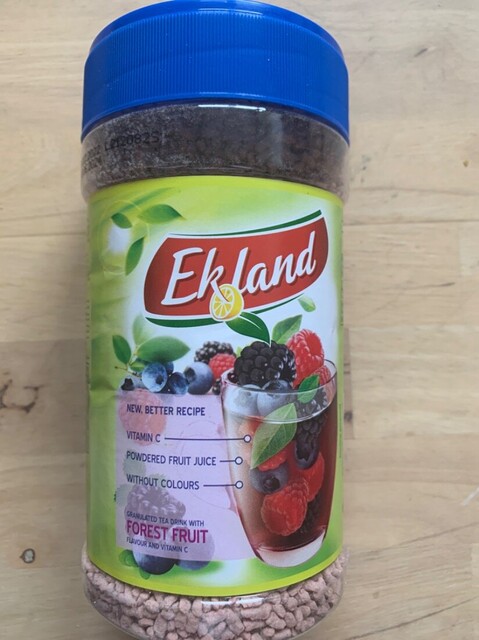 Ekland
NEW, BETTER RECIPE
VITAMIN C
POWDERED FRUIT JUICE
WITHOUT COLOURS
GRANULATED TEA DRINK WITH
FOREST FRUIT
FLAVOUR AND VITAMIN C